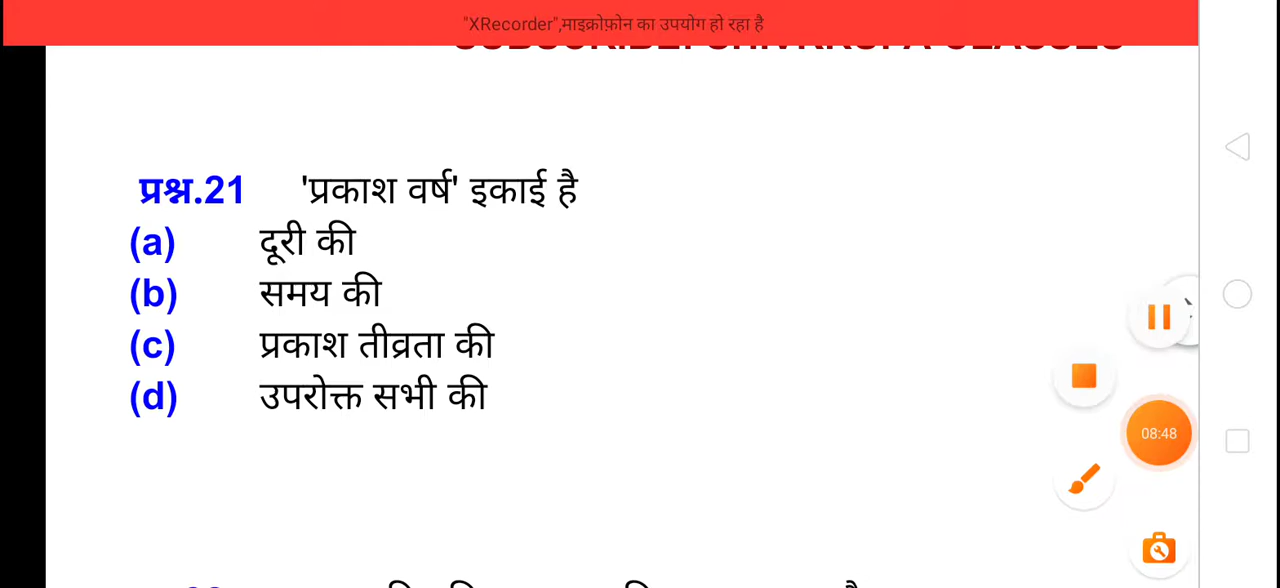 "XRecorder",माइक्रोफ़ोन का उपयोग हो रहा है
प्रश्न.21 'प्रकाश वर्ष' इकाई है
(a) दूरी की
(b) समय की
(c) प्रकाश तीव्रता की
(d) उपरोक्त सभी की
08:48